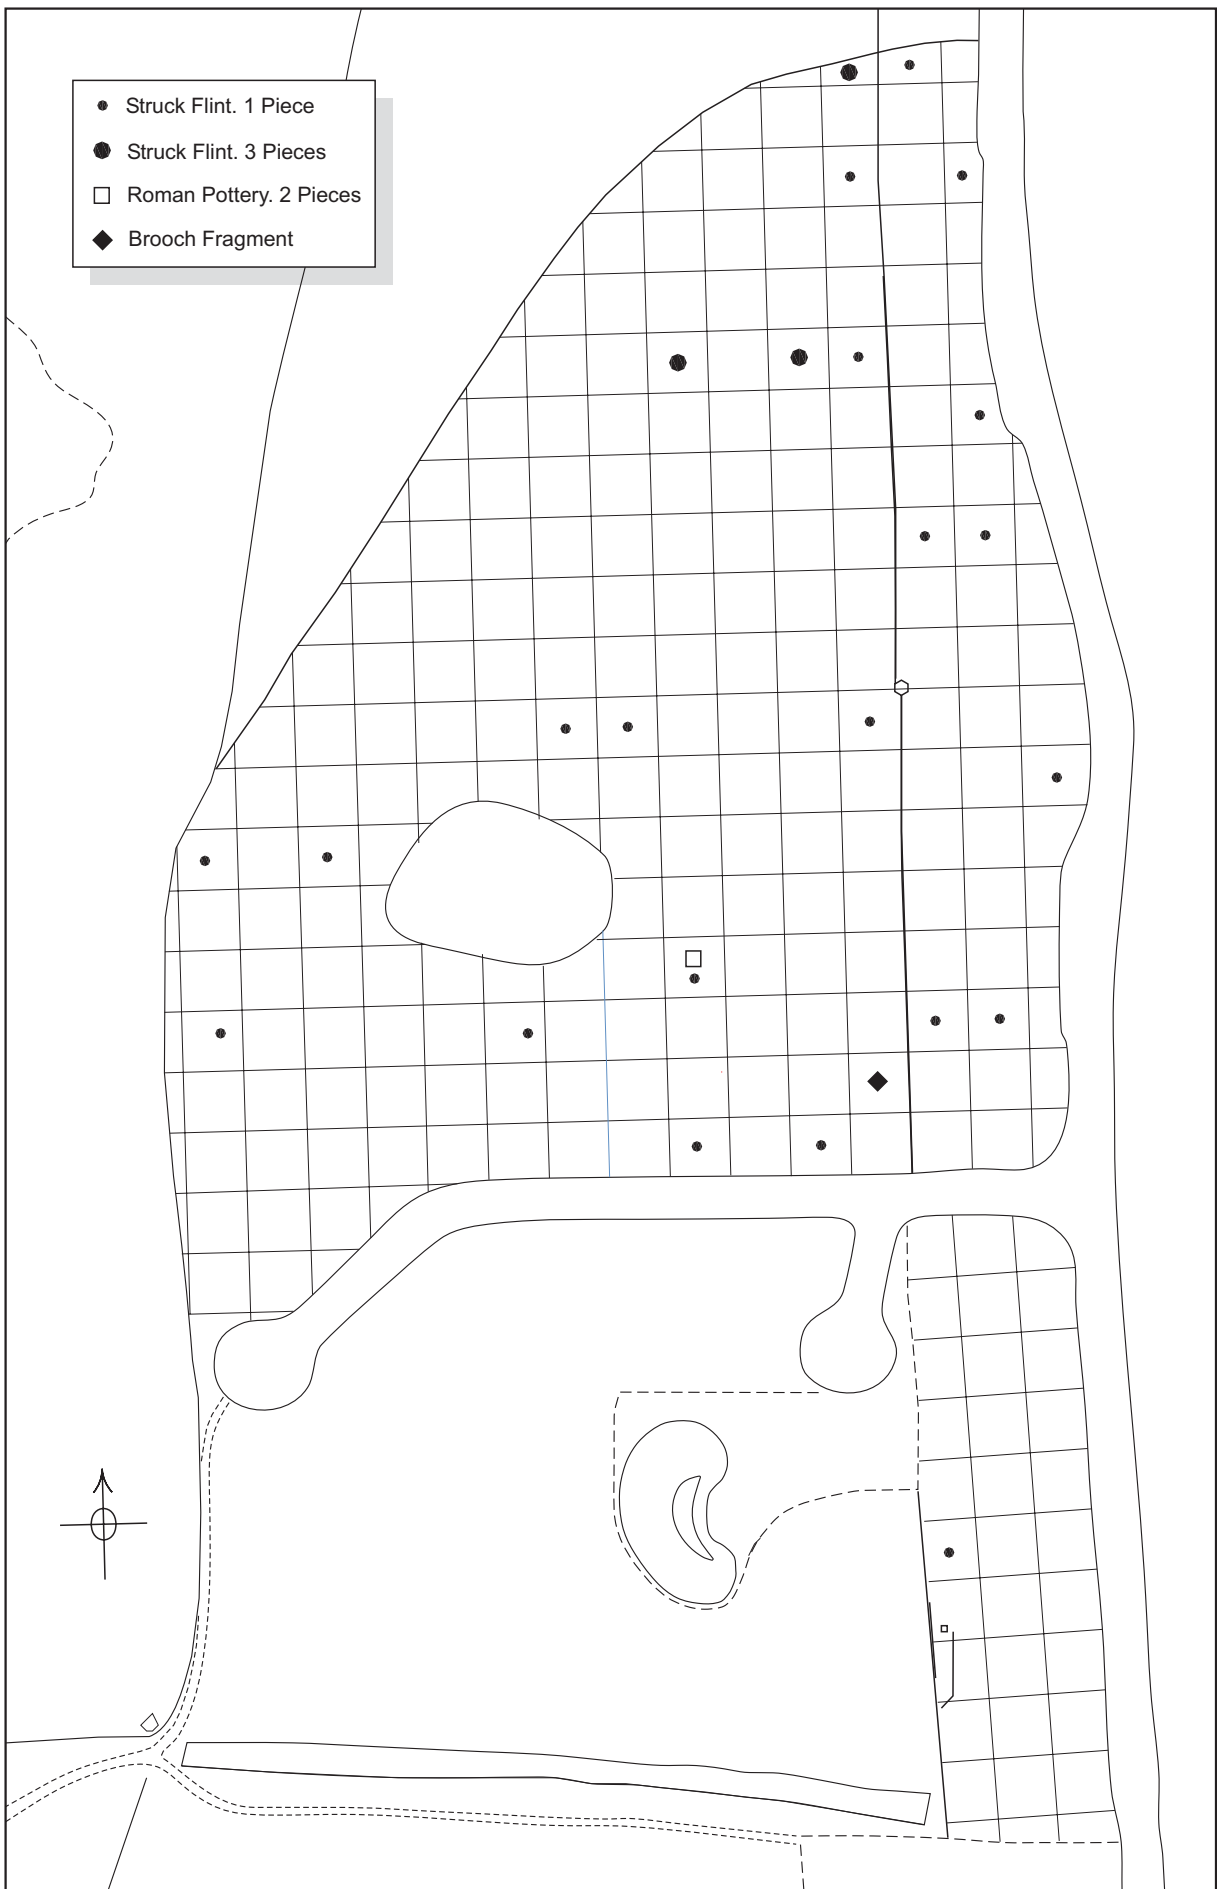 Struck Flint. 1 Piece
Struck Flint. 3 Pieces
Roman Pottery. 2 Pieces
Brooch Fragment